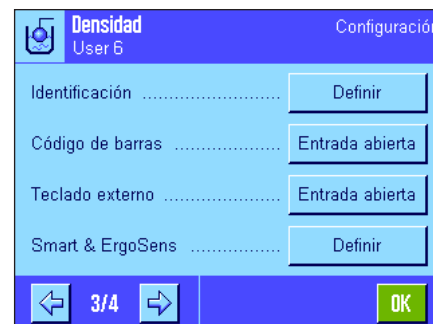 Densidad
Configuración
User 6
Identificación ........................ Definir
Código de barras ................... Entrada abierta
Teclado externo ..................... Entrada abierta
Smart & ErgoSens ................ Definir
3/4
OK